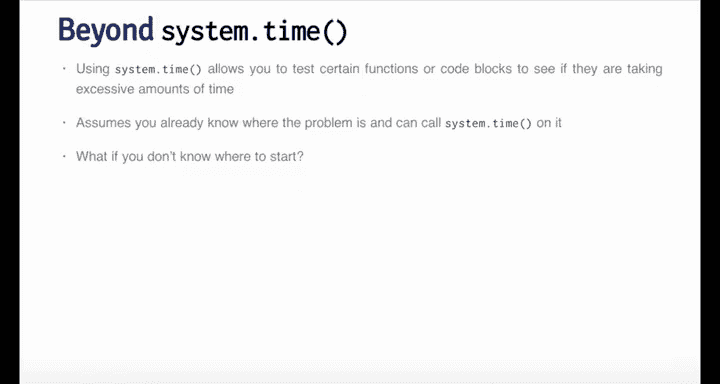 Beyond system.time()
· Using system.time() allows you to test certain functions or code blocks to see if they are taking
excessive amounts of time
· Assumes you already know where the problem is and can call system.time() on it
· What if you don't know where to start?